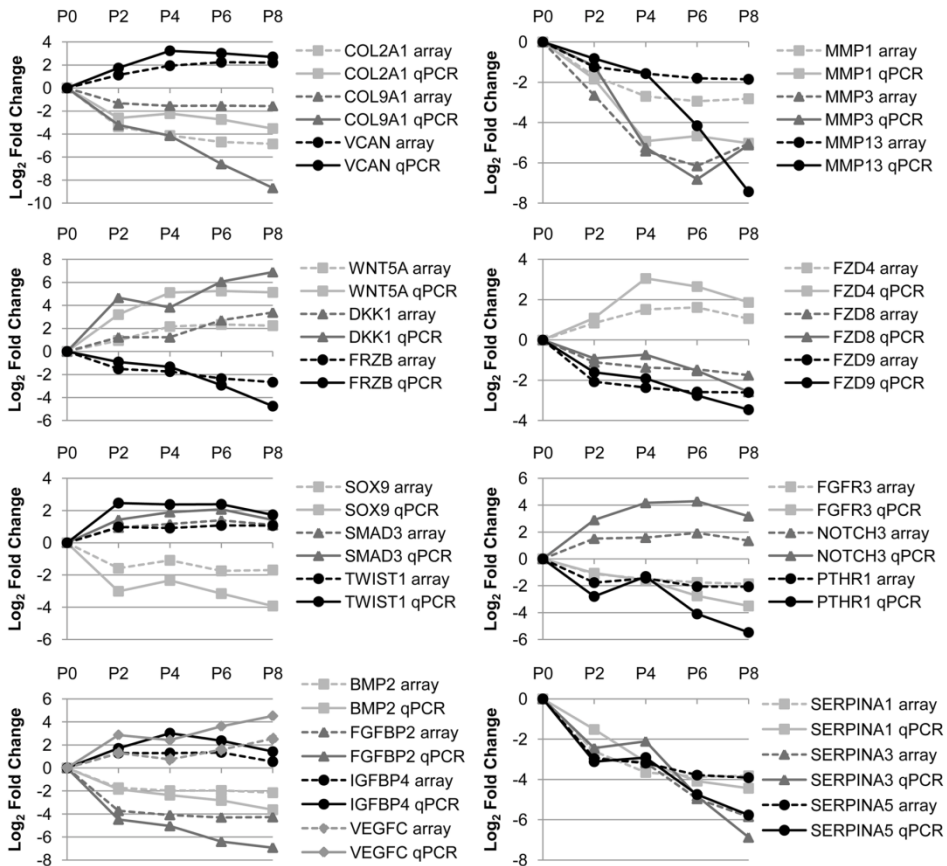 P0 P2 P4 P6 P8
Log2 Fold Change
4
2
0
-2
-4
-6
-8
-10
COL2A1 array
COL2A1 qPCR
COL9A1 array
COL9A1 qPCR
VCAN array
VCAN qPCR
P0 P2 P4 P6 P8
Log2 Fold Change
0
-2
-4
-6
-8
MMP1 array
MMP1 qPCR
MMP3 array
MMP3 qPCR
MMP13 array
MMP13 qPCR
P0 P2 P4 P6 P8
Log2 Fold Change
8
6
4
2
0
-2
-4
-6
WNT5A array
WNT5A qPCR
DKK1 array
DKK1 qPCR
FRZB array
FRZB qPCR
P0 P2 P4 P6 P8
Log2 Fold Change
4
2
0
-2
-4
FZD4 array
FZD4 qPCR
FZD8 array
FZD8 qPCR
FZD9 array
FZD9 qPCR
P0 P2 P4 P6 P8
Log2 Fold Change
4
2
0
-2
-4
-6
SOX9 array
SOX9 qPCR
SMAD3 array
SMAD3 qPCR
TWIST1 array
TWIST1 qPCR
P0 P2 P4 P6 P8
Log2 Fold Change
6
4
2
0
-2
-4
-6
FGFR3 array
FGFR3 qPCR
NOTCH3 array
NOTCH3 qPCR
PTHR1 array
PTHR1 qPCR
P0 P2 P4 P6 P8
Log2 Fold Change
6
4
2
0
-2
-4
-6
-8
BMP2 array
BMP2 qPCR
FGFBP2 array
FGFBP2 qPCR
IGFBP4 array
IGFBP4 qPCR
VEGFC array
VEGFC qPCR
P0 P2 P4 P6 P8
Log2 Fold Change
0
-2
-4
-6
-8
SERPINA1 array
SERPINA1 qPCR
SERPINA3 array
SERPINA3 qPCR
SERPINA5 array
SERPINA5 qPCR